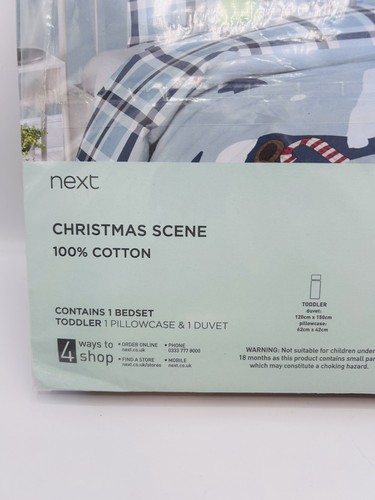 next
CHRISTMAS SCENE
100% COTTON
TODDLER
duvet:
120cm x 150cm
pillowcase:
62cm x 42cm
CONTAINS 1 BEDSET
TODDLER 1 PILLOWCASE & 1 DUVET
4 ways to shop
• ORDER ONLINE
next.co.uk
• PHONE
0333 777 8000
• FIND A STORE
next.co.uk/stores
• MOBILE
next.co.uk
WARNING: Not suitable for children under
18 months as this product contains small par
which may constitute a choking hazard.